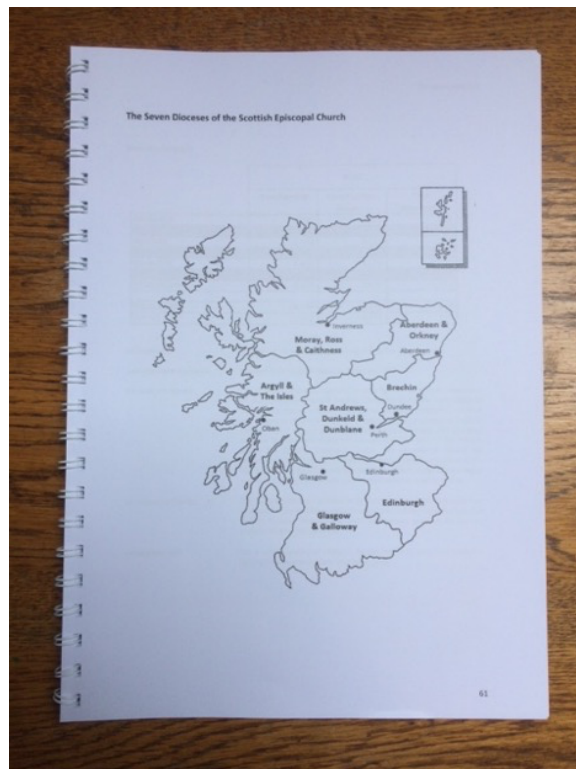 The Seven Dioceses of the Scottish Episcopal Church
Inverness
Moray, Ross
& Caithness
Aberdeen &
Orkney
Aberdeen
Argyll &
The Isles
Oban
Brechin
Dundee
St Andrews,
Dunkeld &
Dunblane
Perth
Glasgow
Edinburgh
Edinburgh
Glasgow
& Galloway
61